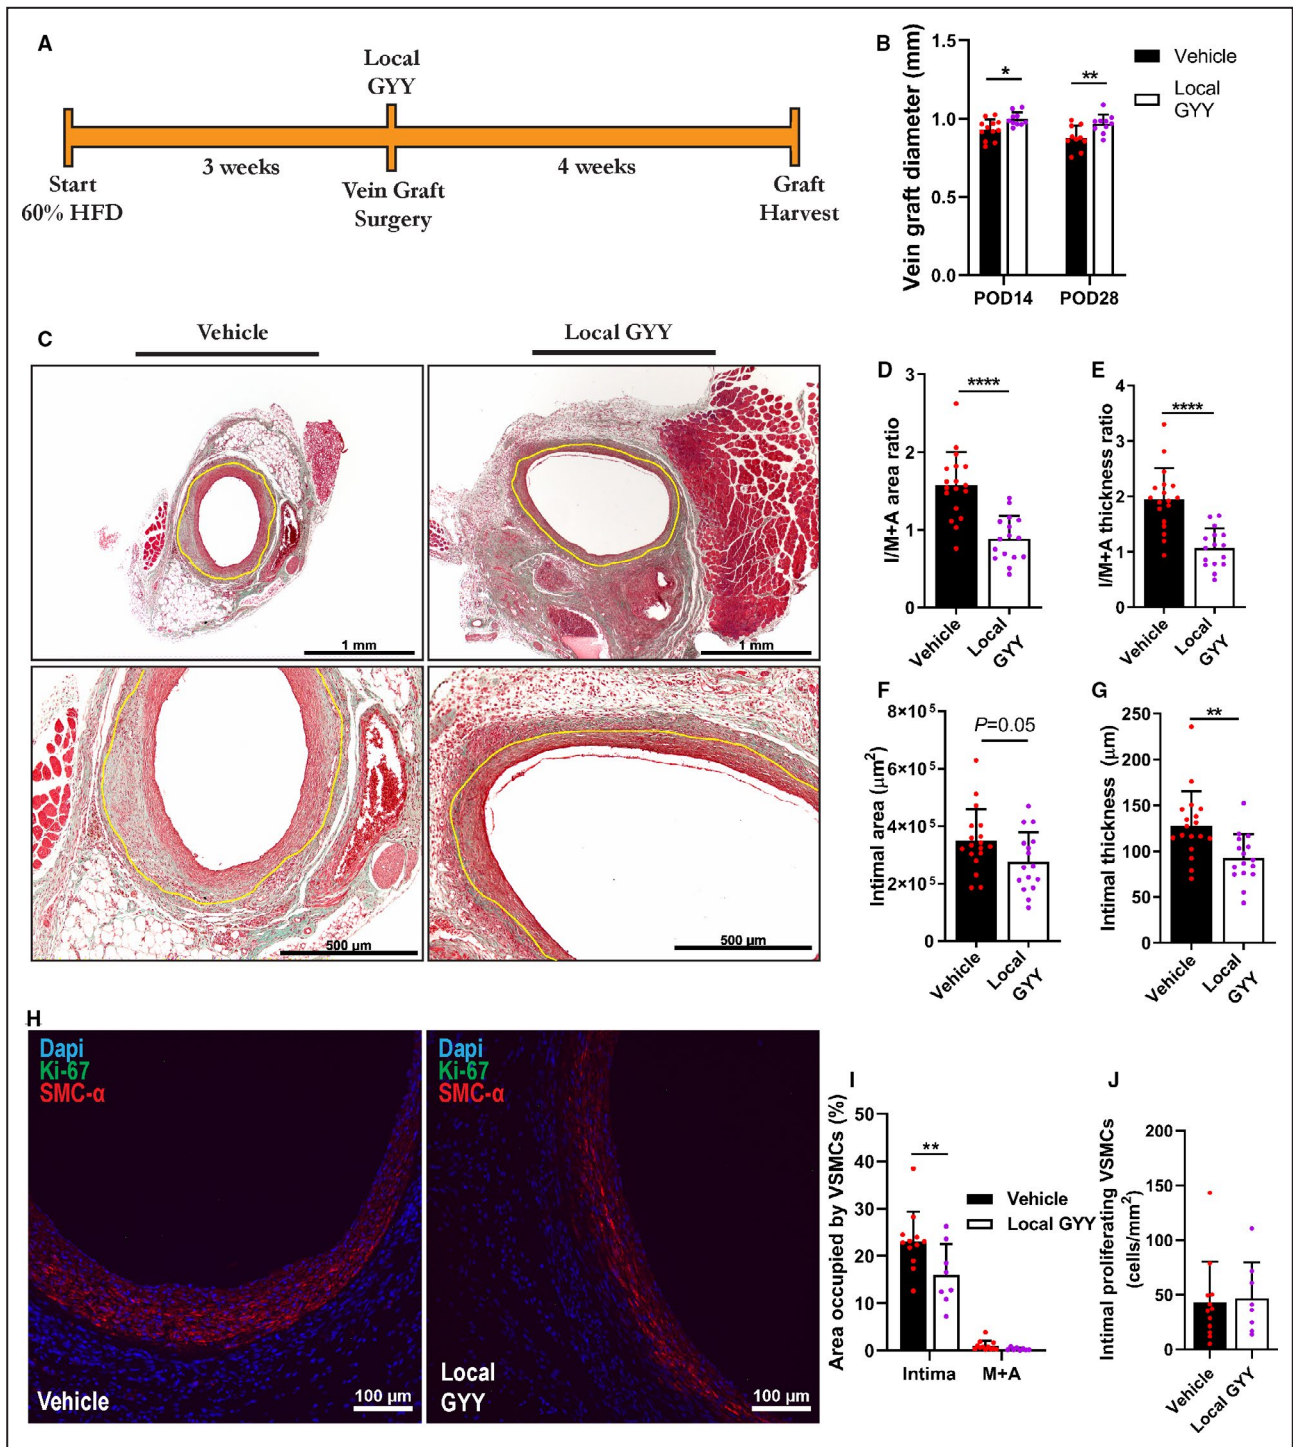 A
Local
GYY
3 weeks
4 weeks
Start
60% HFD
Vein Graft
Surgery
Graft
Harvest
B
Vein graft diameter (mm)
1.5
1.0
0.5
0.0
*
**
POD14
POD28
Vehicle
Local
GYY
C
Vehicle
Local GYY
1 mm
1 mm
500 µm
500 µm
D
I/M+A area ratio
3
2
1
0
****
Vehicle
Local
GYY
E
I/M+A thickness ratio
4
3
2
1
0
****
Vehicle
Local
GYY
F
Intimal area (µm²)
8×10⁵
6×10⁵
4×10⁵
2×10⁵
0
P=0.05
Vehicle
Local
GYY
G
Intimal thickness (µm)
250
200
150
100
50
0
**
Vehicle
Local
GYY
H
Dapi
Ki-67
SMC-α
Vehicle
100 µm
Dapi
Ki-67
SMC-α
Local
GYY
100 µm
I
Area occupied by VSMCs (%)
50
40
30
20
10
0
**
Vehicle
Local GYY
Intima
M+A
J
Intimal proliferating VSMCs
(cells/mm²)
200
150
100
50
0
Vehicle
Local GYY